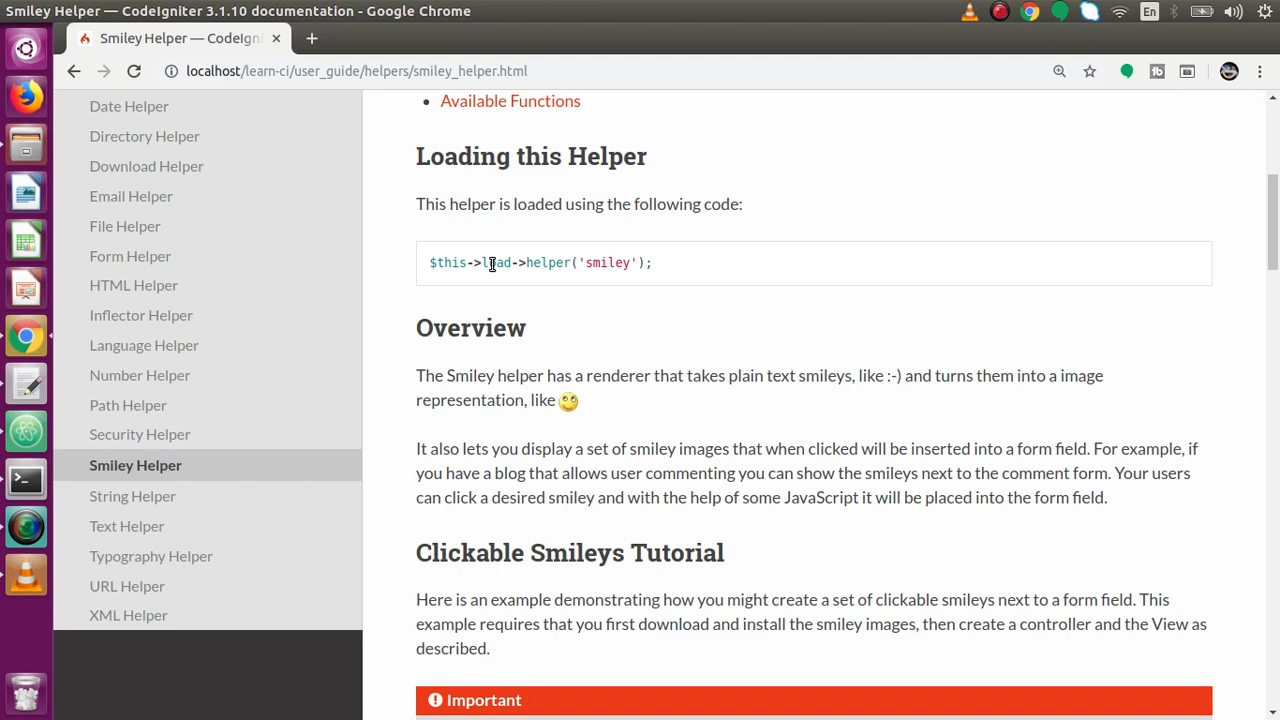 Smiley Helper — CodeIgniter 3.1.10 documentation - Google Chrome
En
Smiley Helper — CodeIgn
localhost/learn-ci/user_guide/helpers/smiley_helper.html
Date Helper
Directory Helper
Download Helper
Email Helper
File Helper
Form Helper
HTML Helper
Inflector Helper
Language Helper
Number Helper
Path Helper
Security Helper
Smiley Helper
String Helper
Text Helper
Typography Helper
URL Helper
XML Helper
Available Functions
Loading this Helper
This helper is loaded using the following code:
$this->load->helper('smiley');
Overview
The Smiley helper has a renderer that takes plain text smileys, like :-) and turns them into a image
representation, like
It also lets you display a set of smiley images that when clicked will be inserted into a form field. For example, if
you have a blog that allows user commenting you can show the smileys next to the comment form. Your users
can click a desired smiley and with the help of some JavaScript it will be placed into the form field.
Clickable Smileys Tutorial
Here is an example demonstrating how you might create a set of clickable smileys next to a form field. This
example requires that you first download and install the smiley images, then create a controller and the View as
described.
Important